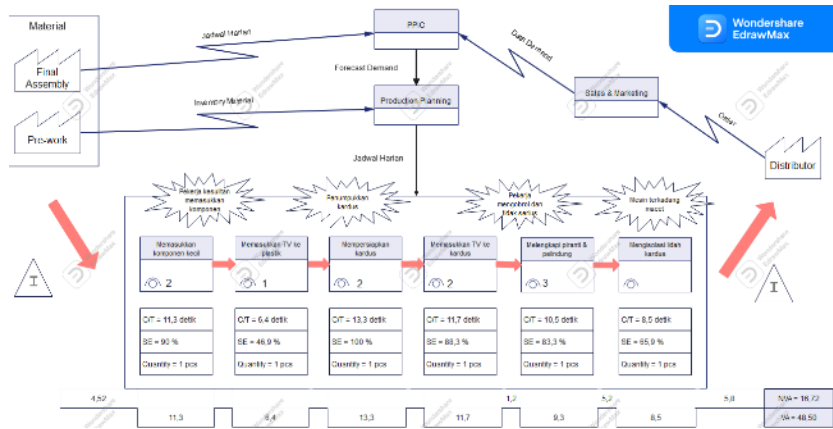 Material
Final
Assembly
Pre-work
Jadwal Harian
Inventory Material
PPIC
Forecast Demand
Production Planning
Jadwal Harian
Data Demand
Sales & Marketing
Order
Distributor
Wondershare
EdrawMax
Pekerja kesulitan
memasukkan
komponen
Penumpukkan
kardus
Pekerja
mengobrol dan
tidak serius
Mesin terkadang
macet
Memasukkan
komponen kecil
2
Memasukkan TV ke
plastik
1
Mempersiapkan
kardus
2
Memasukkan TV ke
kardus
2
Melengkapi piranti &
pelindung
3
Mengisolasi lidah
kardus
I
I
C/T = 11,3 detik
SE = 90 %
Quantity = 1 pcs
C/T = 6,4 detik
SE = 46,9 %
Quantity = 1 pcs
C/T = 13,3 detik
SE = 100 %
Quantity = 1 pcs
C/T = 11,7 detik
SE = 88,3 %
Quantity = 1 pcs
C/T = 10,5 detik
SE = 83,3 %
Quantity = 1 pcs
C/T = 8,5 detik
SE = 65,9 %
Quantity = 1 pcs
4,52
1,2
5,2
5,8
NVA = 16,72
11,3
6,4
13,3
11,7
9,3
8,5
VA = 48,50